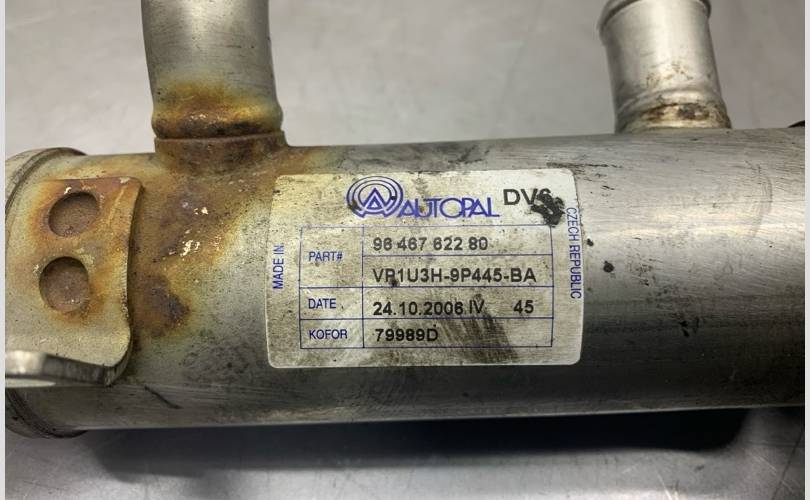 AUTOPAL DV6
MADE IN
PART#
96 467 622 80
VP1U3H-9P445-BA
DATE 24.10.2006 IV 45
KOFOR 79989D
CZECH REPUBLIC